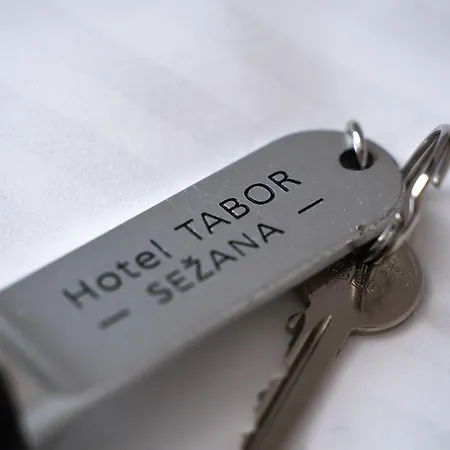 Hotel TABOR
— SEŽANA —